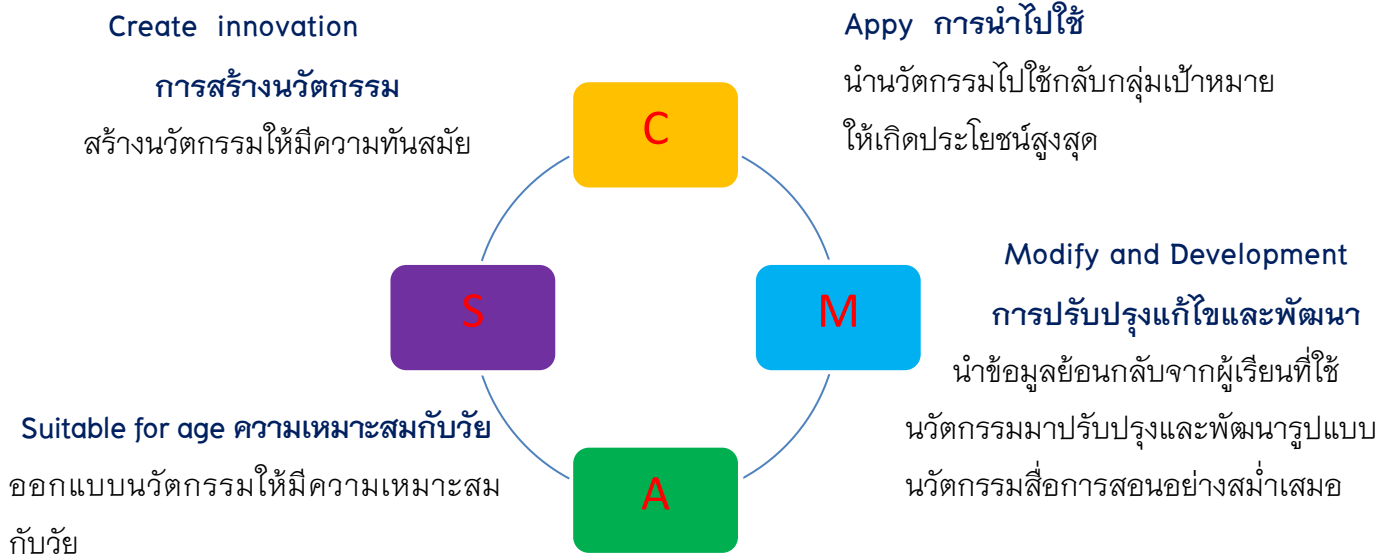 Create innovation
การสร้างนวัตกรรม
สร้างนวัตกรรมให้มีความทันสมัย
Appy การนำไปใช้
นำนวัตกรรมไปใช้กลับกลุ่มเป้าหมาย
ให้เกิดประโยชน์สูงสุด
C
S
M
A
Modify and Development
การปรับปรุงแก้ไขและพัฒนา
นำข้อมูลย้อนกลับจากผู้เรียนที่ใช้
นวัตกรรมมาปรับปรุงและพัฒนารูปแบบ
นวัตกรรมสื่อการสอนอย่างสม่ำเสมอ
Suitable for age ความเหมาะสมกับวัย
ออกแบบนวัตกรรมให้มีความเหมาะสม
กับวัย